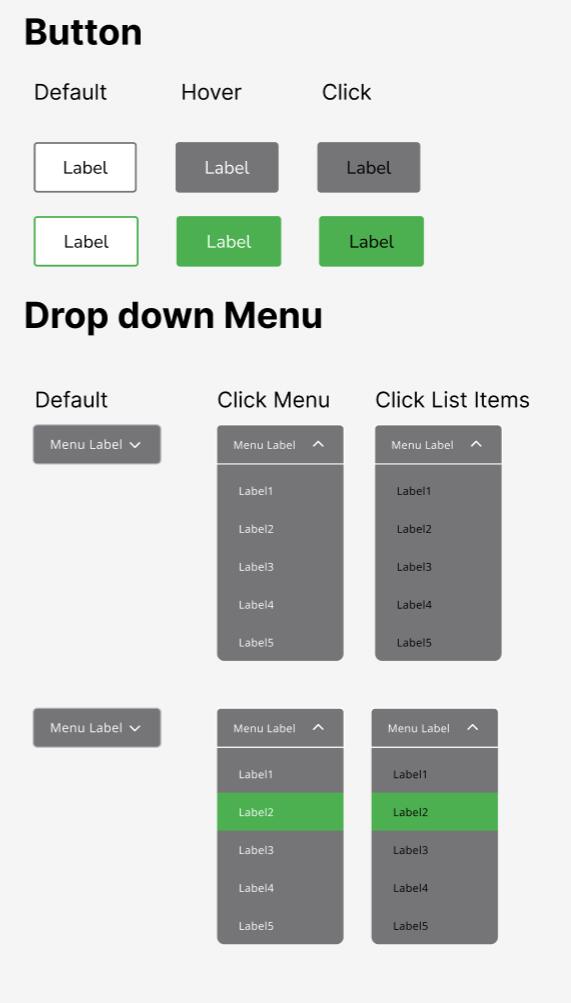 Button
Default Hover Click
Label Label Label
Label Label Label
Drop down Menu
Default Click Menu Click List Items
Menu Label Menu Label Menu Label
Label1 Label1
Label2 Label2
Label3 Label3
Label4 Label4
Label5 Label5
Menu Label Menu Label Menu Label
Label1 Label1
Label2 Label2
Label3 Label3
Label4 Label4
Label5 Label5